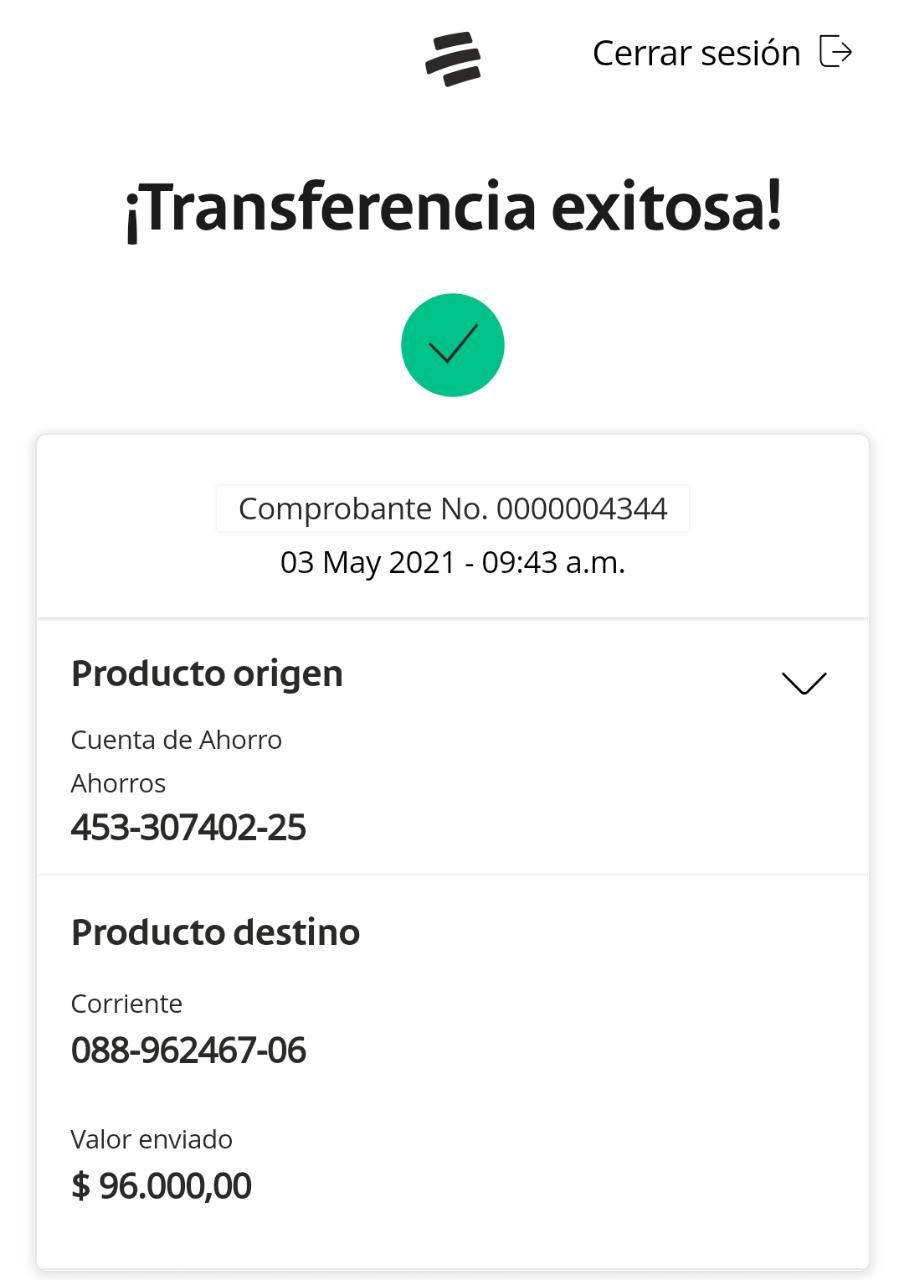 Cerrar sesión
¡Transferencia exitosa!
Comprobante No. 0000004344
03 May 2021 - 09:43 a.m.
Producto origen
Cuenta de Ahorro
Ahorros
453-307402-25
Producto destino
Corriente
088-962467-06
Valor enviado
$ 96.000,00